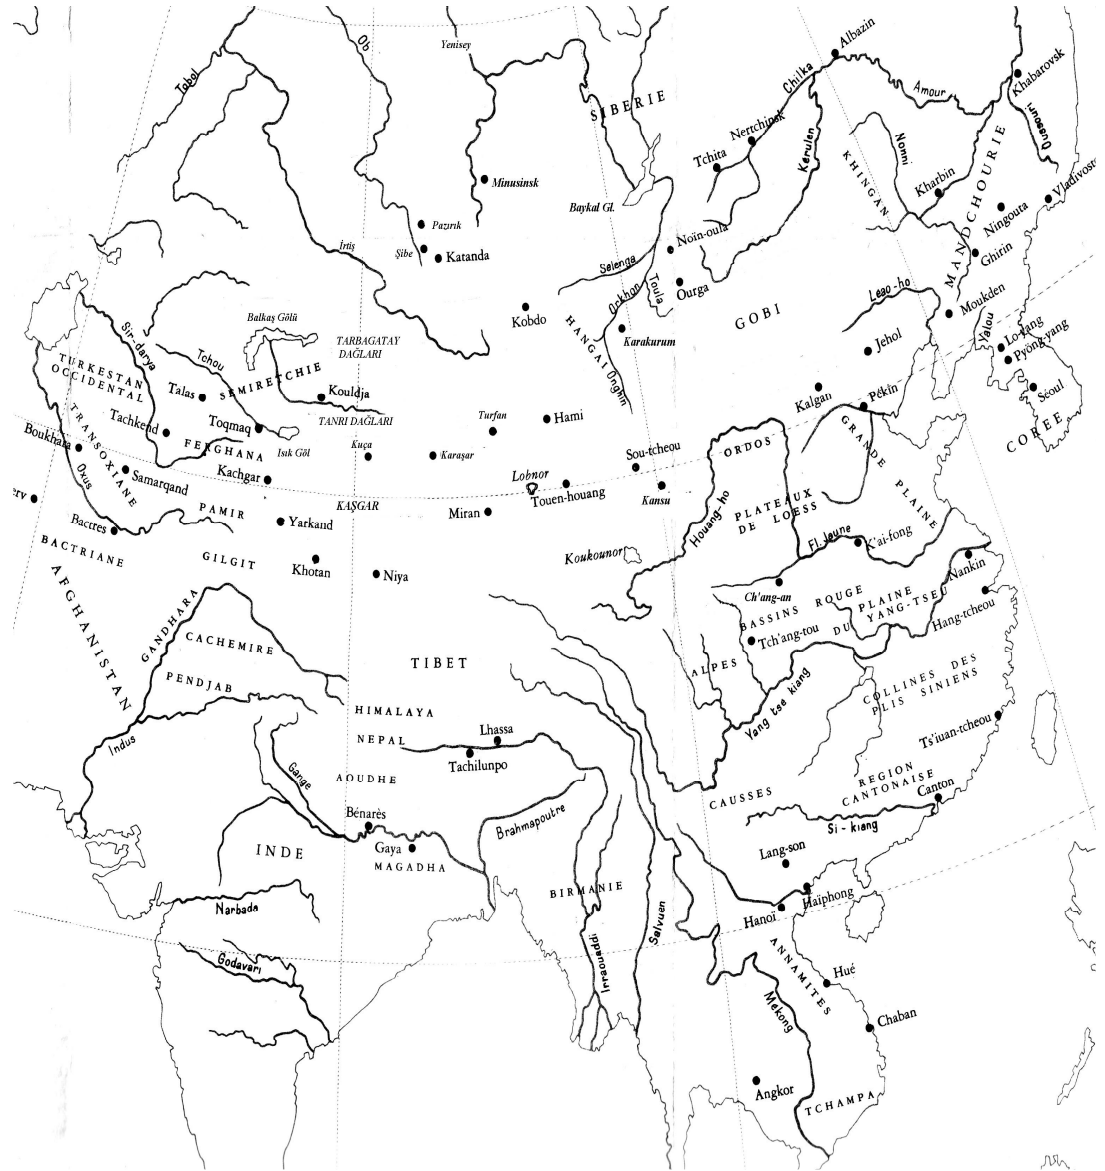 Albazin
Ob
Yenisey
Tobol
Chilka
Khabarovsk
Amour
SIBERIE
Oussouri
Nertchinsk
Kerulen
Nonni
Tchita
KHINGAN
MANDCHOURIE
Minusinsk
Kharbin
Vladivost
Baykal Gl.
Ningouta
Pazırık
Noïn-oula
Ghirin
İrtiş
Şibe
Katanda
Selenga
Toula
Ourga
Orkhon
Leao-ho
Kobdo
GOBI
Moukden
Balkaş Gölü
HANGAI
Yalou
Sir-darya
TARBAGATAY
DAĞLARI
Karakurum
Jehol
Lo-lang
Pyong-yang
TURKESTAN
OCCIDENTAL
Tchou
SEMIRETCHIE
Ünghin
Talas
Kouldja
Kalgan
Pékin
Séoul
TRANSOXIANE
Tachkend
Toqmaq
TANRI DAĞLARI
Turfan
Hami
GRANDE PLAINE
COREE
Boukhara
FERGHANA
Isık Göl
Kuça
Karaşar
Sou-tcheou
ORDOS
Oxus
Samarqand
Kachgar
Lobnor
Touen-houang
Kansu
erv
PAMIR
KAŞGAR
Miran
Houang-ho
PLATEAUX
DE LOESS
Bactres
Yarkand
BACTRIANE
GILGIT
Khotan
Niya
Koukounor
Fl. Jaune
K'ai-fong
AFGHANISTAN
Nankin
Ch'ang-an
GANDHARA
BASSINS ROUGE
PLAINE
DU YANG-TSEU
Hang-tcheou
CACHEMIRE
Tch'ang-tou
TIBET
ALPES
PENDJAB
COLLINES DES
PLIS SINIENS
Yang tse kiang
HIMALAYA
Indus
NEPAL
Lhassa
Ts'iuan-tcheou
Tachilunpo
Gange
AOUDHE
REGION
CANTONAISE
CAUSSES
Canton
Bénarès
Brahmapoutre
Si-kiang
INDE
Gaya
MAGADHA
Lang-son
BIRMANIE
Haïphong
Narbada
Hanoï
Salvuen
Godavari
Irraouaddi
ANNAMITES
Hué
Mekong
Chaban
Angkor
TCHAMPA